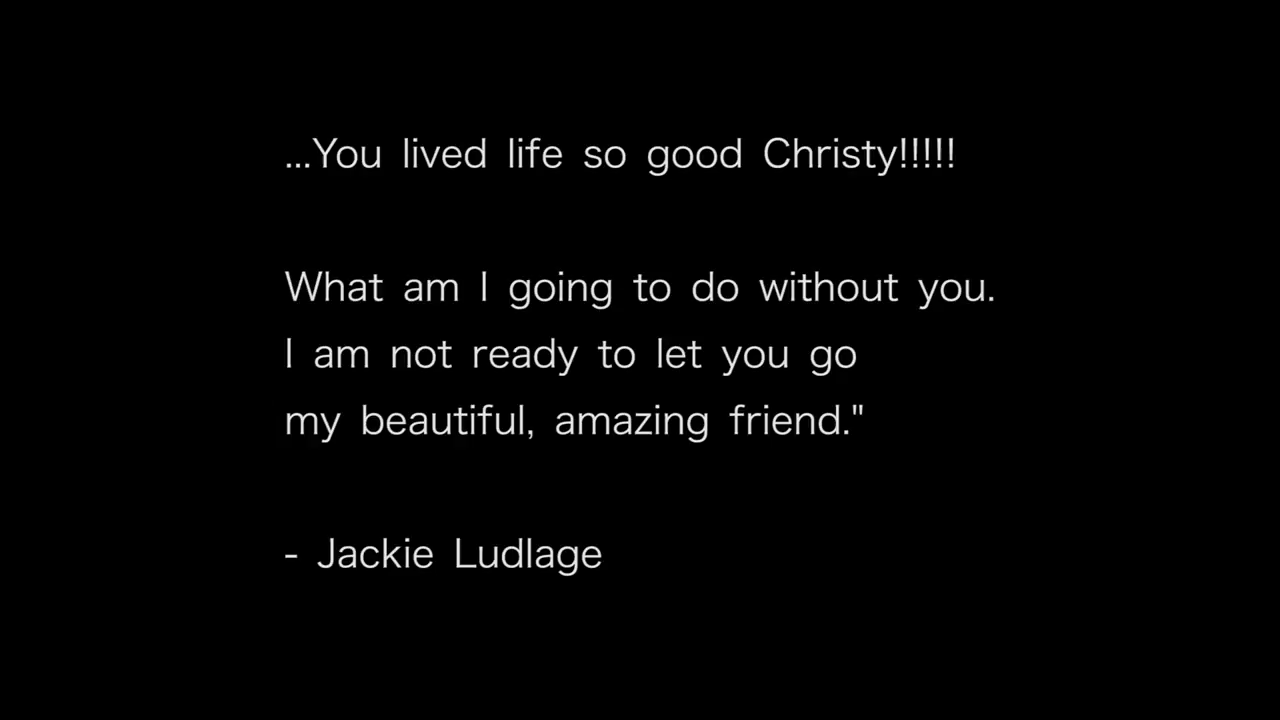 ...You lived life so good Christy!!!!!
What am I going to do without you.
I am not ready to let you go
my beautiful, amazing friend."
- Jackie Ludlage